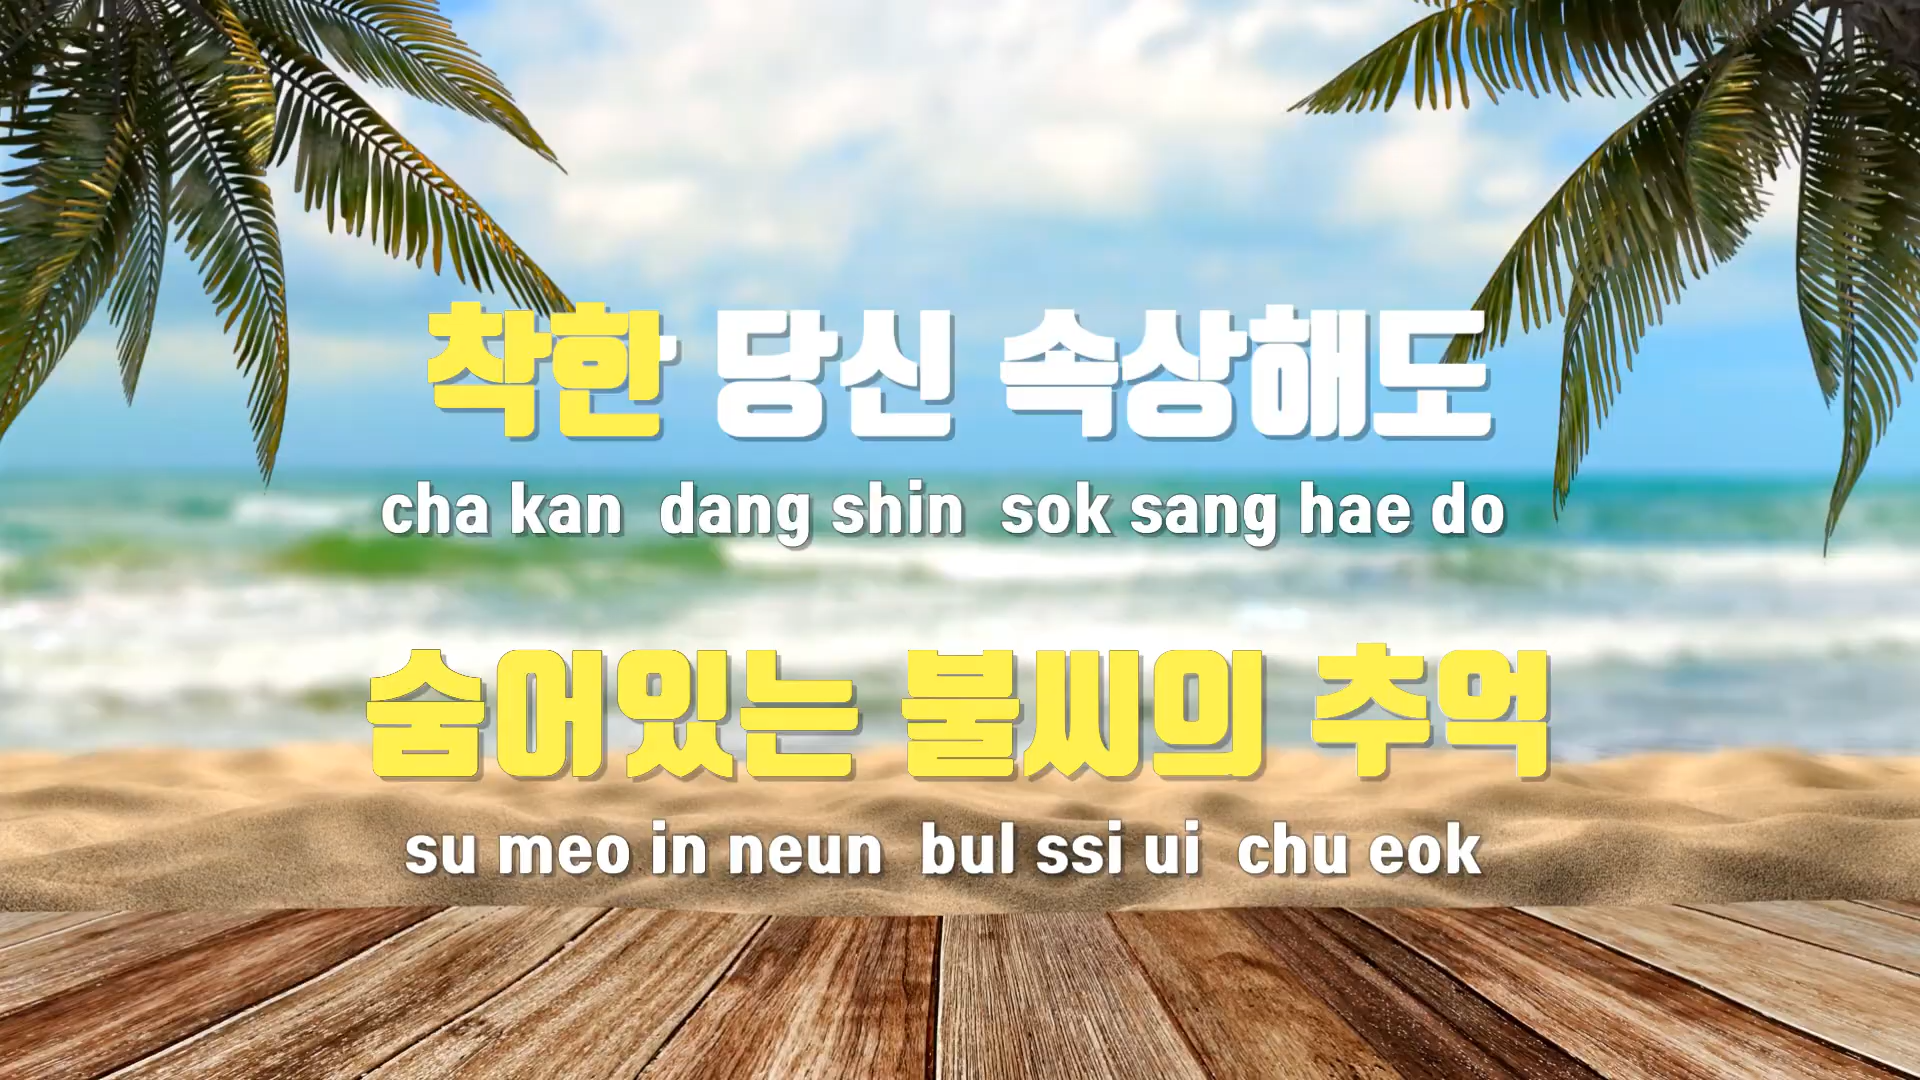 착한 당신 속상해도
cha kan dang shin sok sang hae do
숨어있는 불씨의 추억
su meo in neun bul ssi ui chu eok